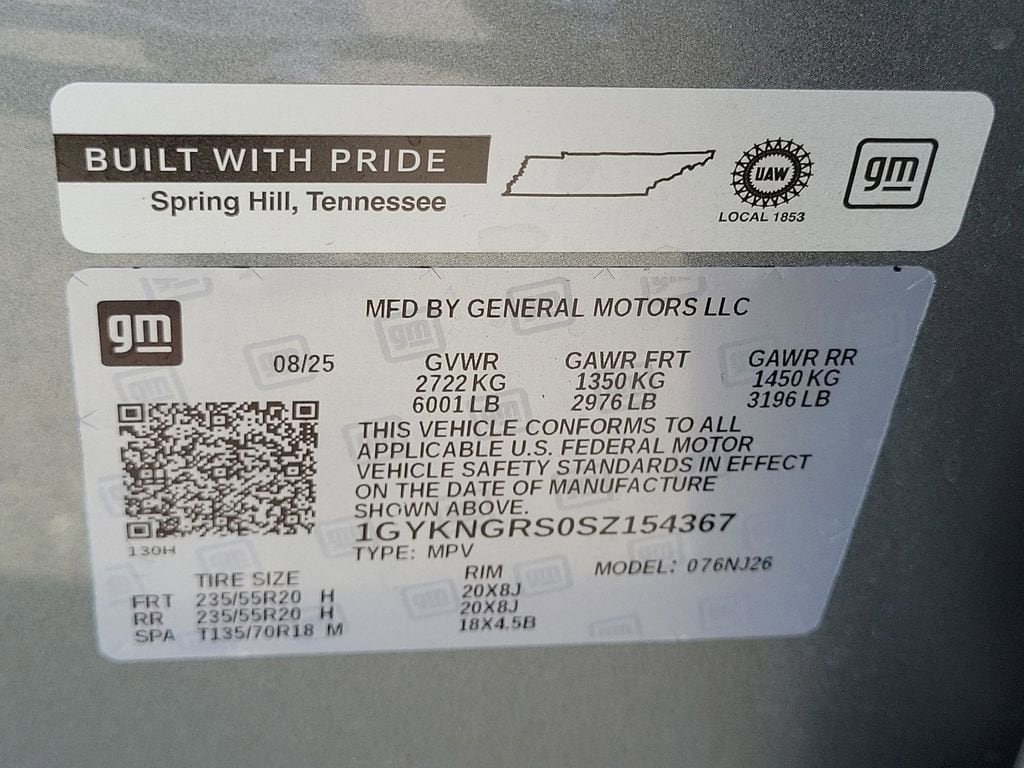 BUILT WITH PRIDE
Spring Hill, Tennessee
UAW
LOCAL 1853
gm
gm
MFD BY GENERAL MOTORS LLC
08/25 GVWR GAWR FRT GAWR RR
2722 KG 1350 KG 1450 KG
6001 LB 2976 LB 3196 LB
THIS VEHICLE CONFORMS TO ALL
APPLICABLE U.S. FEDERAL MOTOR
VEHICLE SAFETY STANDARDS IN EFFECT
ON THE DATE OF MANUFACTURE
SHOWN ABOVE.
1GYKNGRS0SZ154367
130H
TYPE: MPV MODEL: 076NJ26
TIRE SIZE RIM
FRT 235/55R20 H 20X8J
RR 235/55R20 H 20X8J
SPA T135/70R18 M 18X4.5B